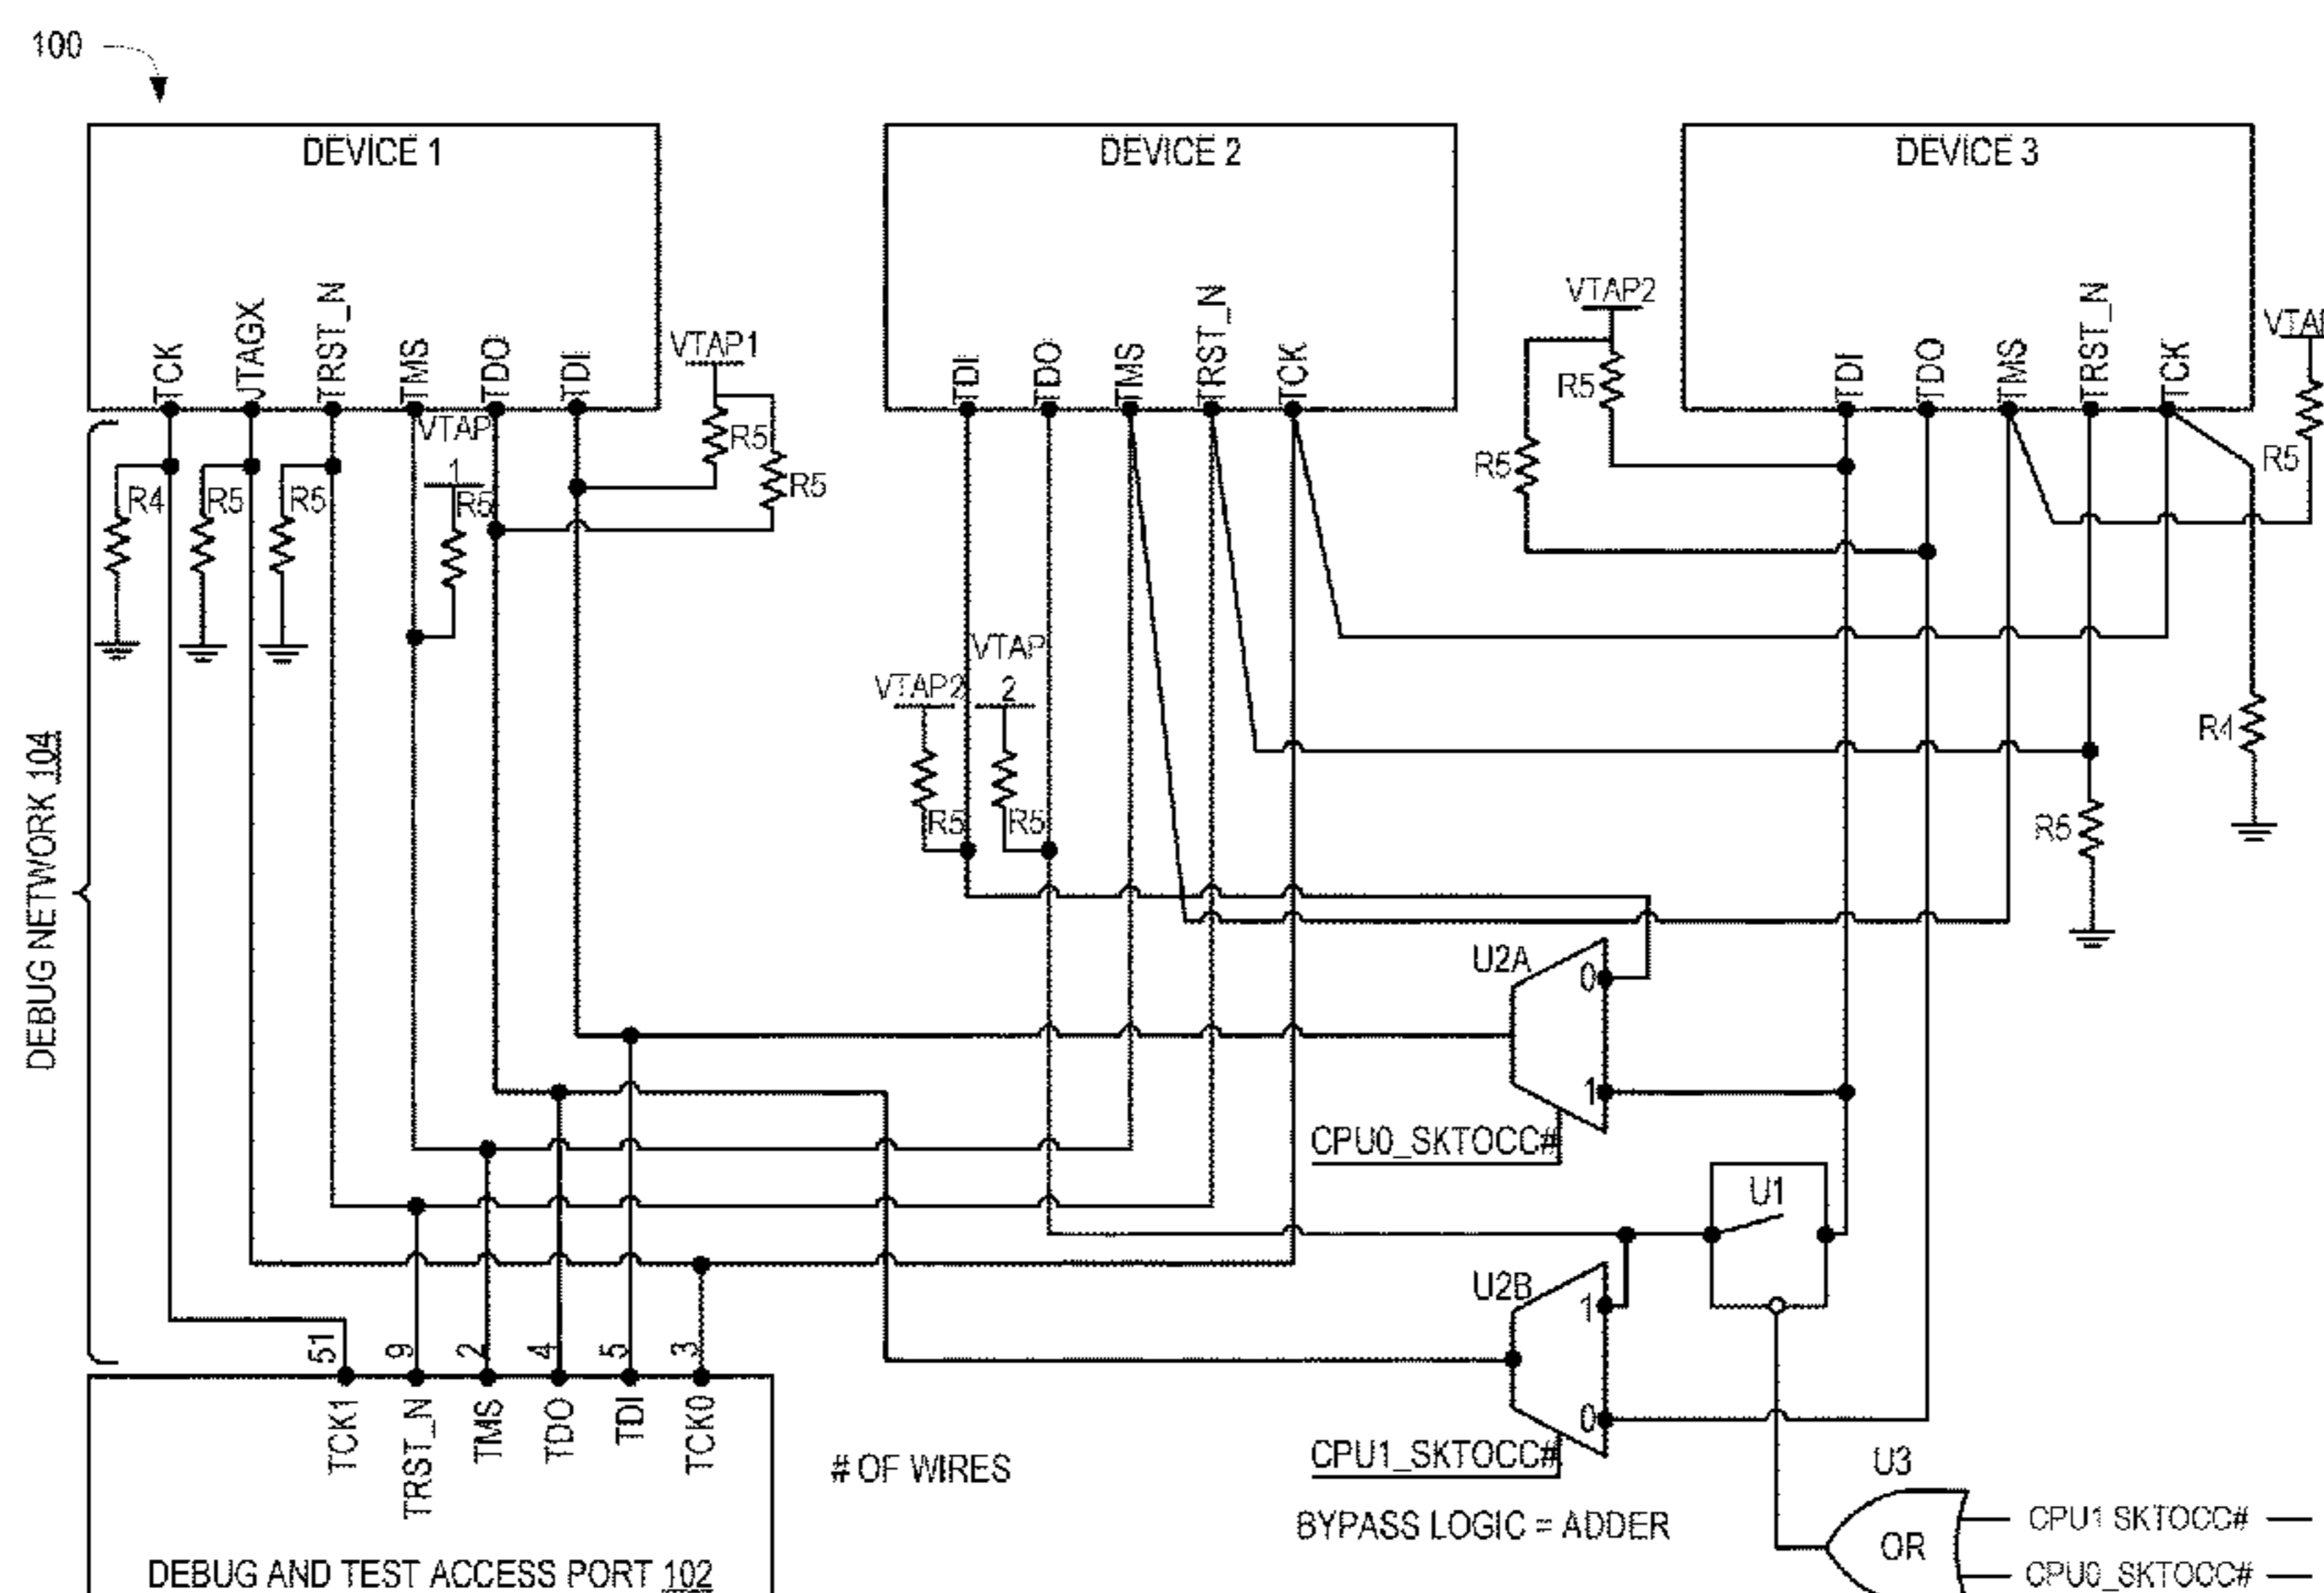 100
DEVICE 1
DEVICE 2
DEVICE 3
TCK
JTAGX
TRST_N
TMS
TDO
TDI
VTAP1
TDI
TDO
TMS
TRST_N
TCK
VTAP2
TDI
TDO
TMS
TRST_N
TCK
R4
R5
R5
VTAP
1
R5
R5
R5
R5
R5
R5
VTAP2
VTAP
2
R5
R5
R4
R5
DEBUG NETWORK 104
U2A
0
1
CPU0_SKTOCC#
U1
U2B
1
0
CPU1_SKTOCC#
51
9
2
4
5
3
TCK1
TRST_N
TMS
TDO
TDI
TCK0
# OF WIRES
BYPASS LOGIC = ADDER
U3
OR
CPU1 SKTOCC#
CPU0_SKTOCC#
DEBUG AND TEST ACCESS PORT 102